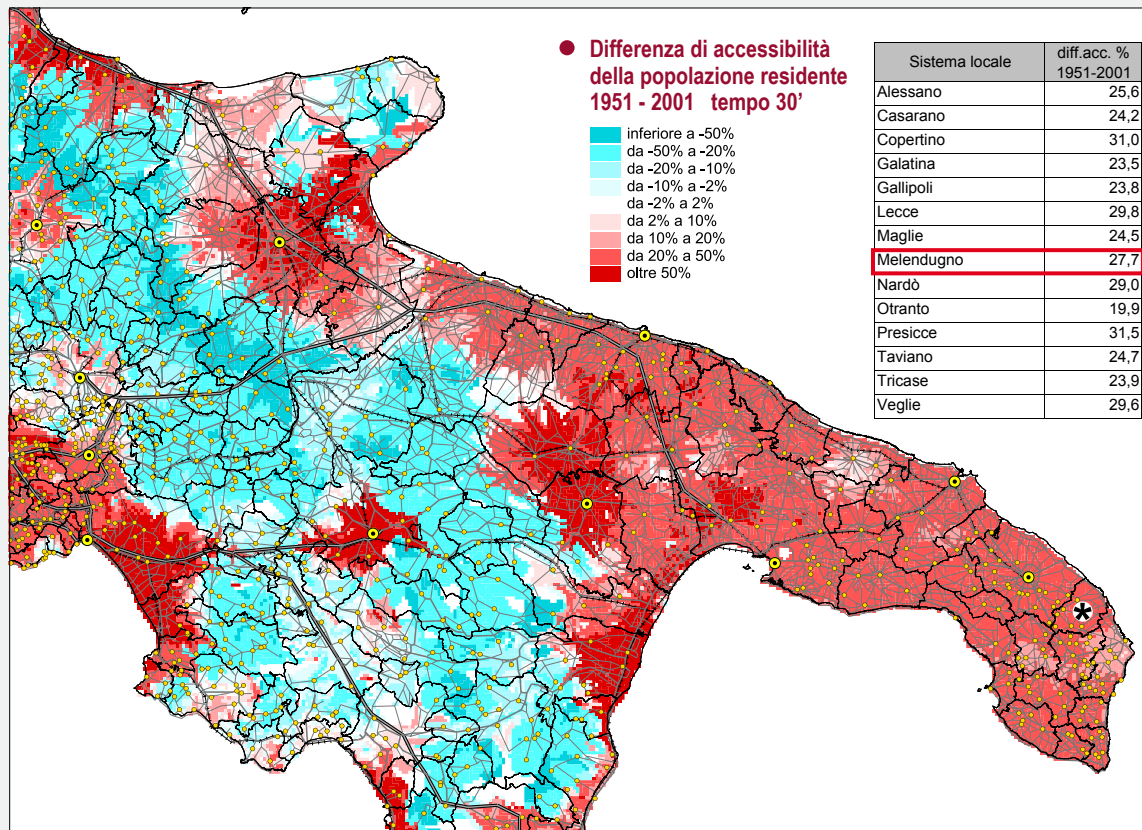 ● Differenza di accessibilità
della popolazione residente
1951 - 2001 tempo 30'
inferiore a -50%
da -50% a -20%
da -20% a -10%
da -10% a -2%
da -2% a 2%
da 2% a 10%
da 10% a 20%
da 20% a 50%
oltre 50%
Sistema locale diff.acc. %
1951-2001
Alessano 25,6
Casarano 24,2
Copertino 31,0
Galatina 23,5
Gallipoli 23,8
Lecce 29,8
Maglie 24,5
Melendugno 27,7
Nardò 29,0
Otranto 19,9
Presicce 31,5
Taviano 24,7
Tricase 23,9
Veglie 29,6
*